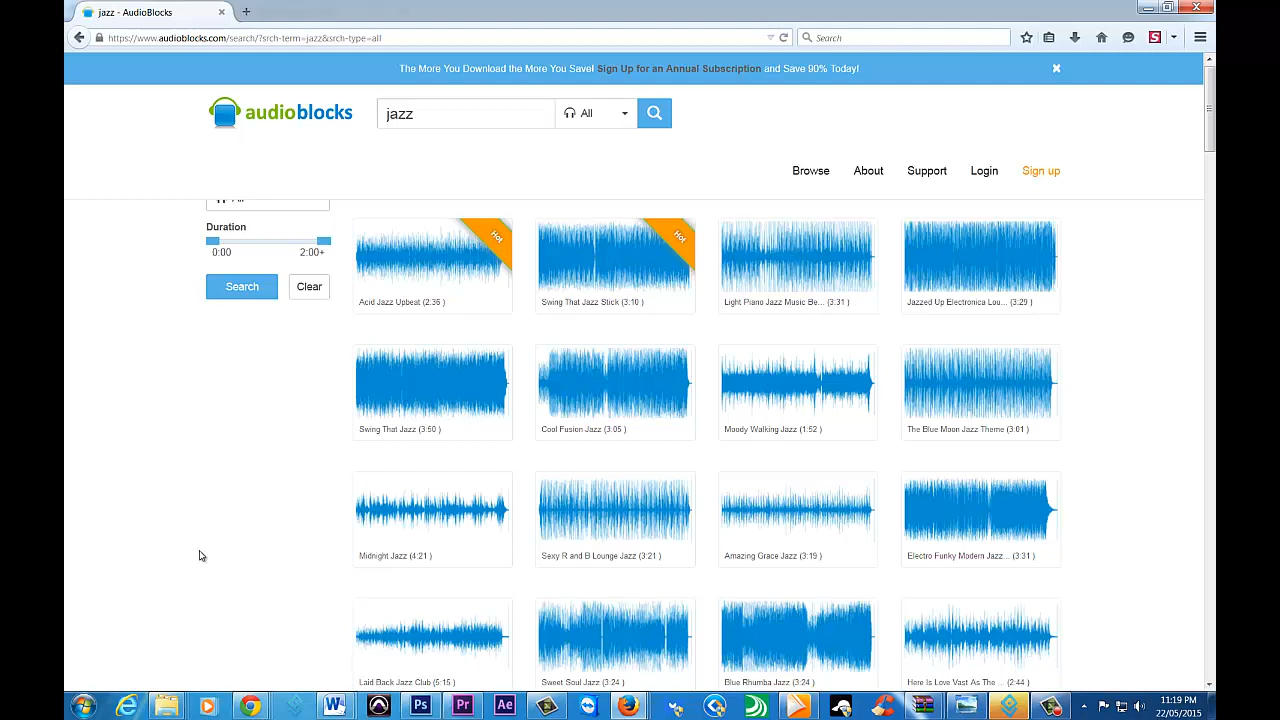 jazz - AudioBlocks
https://www.audioblocks.com/search/?srch-term=jazz&srch-type=all
Search
The More You Download the More You Save! Sign Up for an Annual Subscription and Save 90% Today!
audioblocks
jazz
All
Browse
About
Support
Login
Sign up
All
Duration
0:00
2:00+
Search
Clear
Hot
Hot
Acid Jazz Upbeat (2:36 )
Swing That Jazz Stick (3:10 )
Light Piano Jazz Music Be... (3:31 )
Jazzed Up Electronica Lou... (3:29 )
Swing That Jazz (3:50 )
Cool Fusion Jazz (3:05 )
Moody Walking Jazz (1:52 )
The Blue Moon Jazz Theme (3:01 )
Midnight Jazz (4:21 )
Sexy R and B Lounge Jazz (3:21 )
Amazing Grace Jazz (3:19 )
Electro Funky Modern Jazz... (3:31 )
Laid Back Jazz Club (5:15 )
Sweet Soul Jazz (3:24 )
Blue Rhumba Jazz (3:24 )
Here Is Love Vast As The ... (2:44 )
W
Ps
Pr
Ae
11:19 PM
22/05/2015